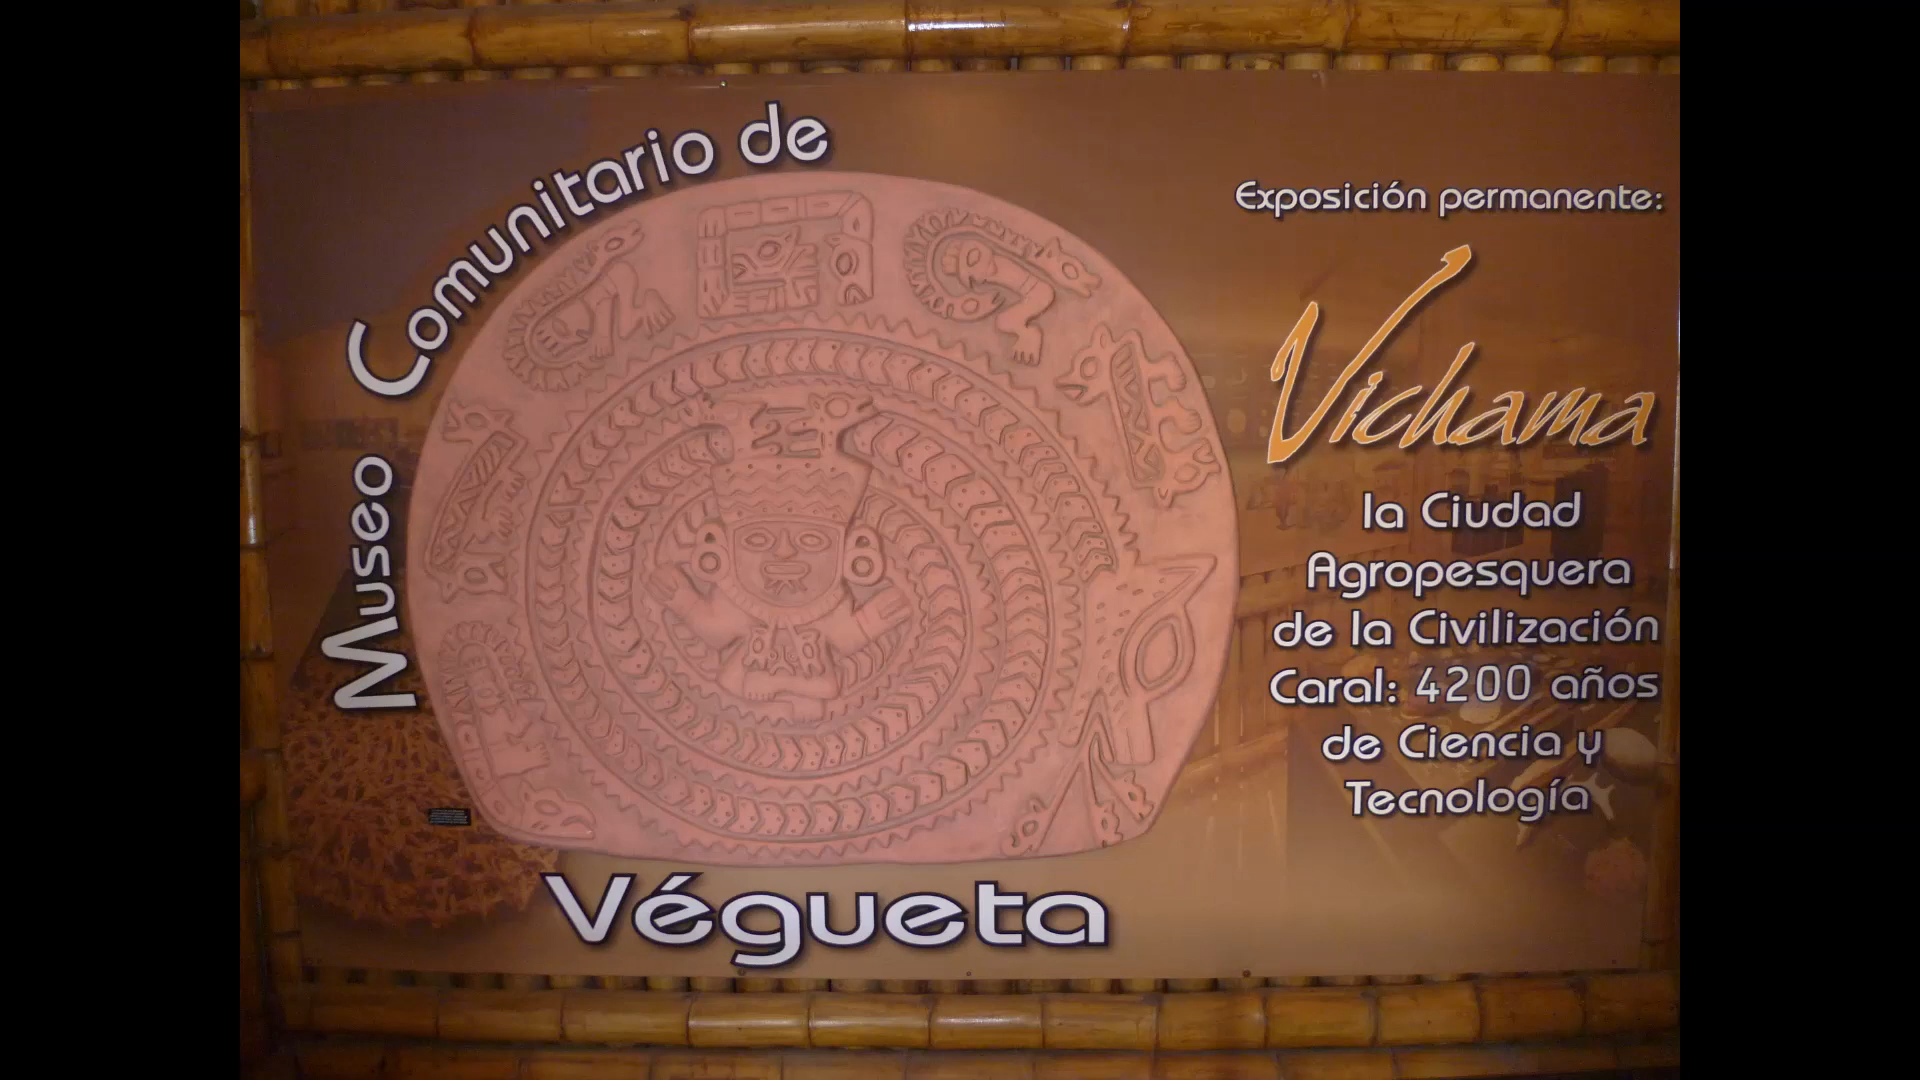 Museo Comunitario de
Végueta
Exposición permanente:
Vichama
la Ciudad
Agropesquera
de la Civilización
Caral: 4200 años
de Ciencia y
Tecnología